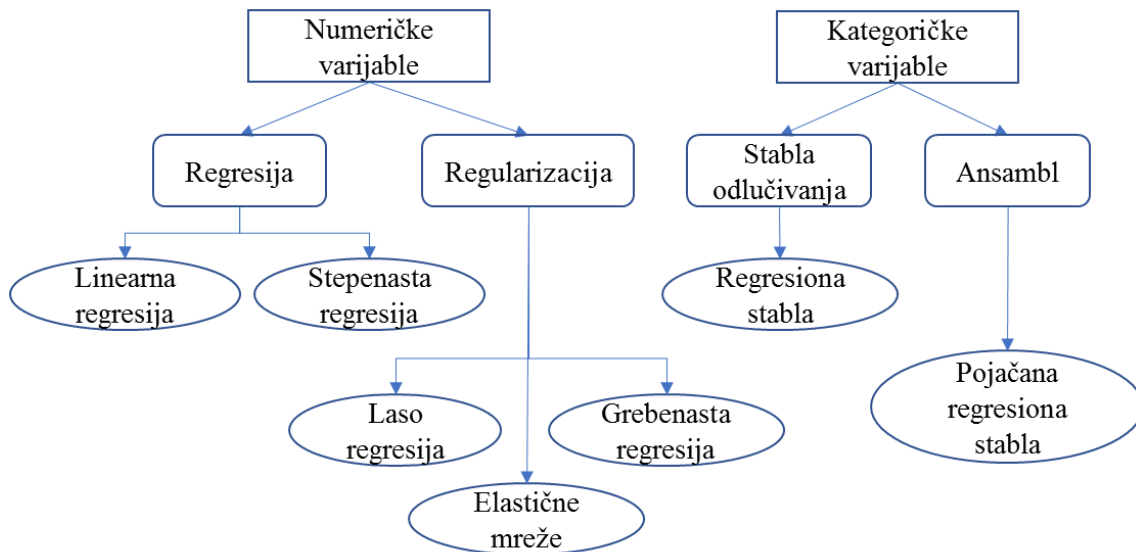 Numeričke
varijable
Kategoričke
varijable
Regresija
Regularizacija
Stabla
odlučivanja
Ansambl
Linearna
regresija
Stepenasta
regresija
Regresiona
stabla
Laso
regresija
Grebenasta
regresija
Pojačana
regresiona
stabla
Elastične
mreže